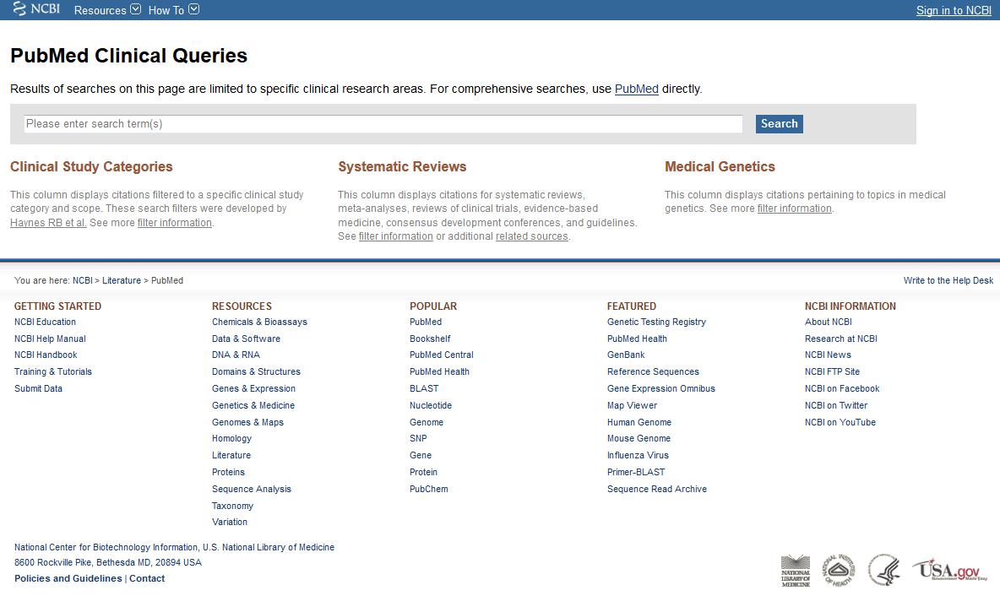 NCBI Resources How To Sign in to NCBI
PubMed Clinical Queries
Results of searches on this page are limited to specific clinical research areas. For comprehensive searches, use PubMed directly.
Please enter search term(s) Search
Clinical Study Categories
This column displays citations filtered to a specific clinical study
category and scope. These search filters were developed by
Haynes RB et al. See more filter information.
Systematic Reviews
This column displays citations for systematic reviews,
meta-analyses, reviews of clinical trials, evidence-based
medicine, consensus development conferences, and guidelines.
See filter information or additional related sources.
Medical Genetics
This column displays citations pertaining to topics in medical
genetics. See more filter information.
You are here: NCBI > Literature > PubMed Write to the Help Desk
GETTING STARTED
NCBI Education
NCBI Help Manual
NCBI Handbook
Training & Tutorials
Submit Data
RESOURCES
Chemicals & Bioassays
Data & Software
DNA & RNA
Domains & Structures
Genes & Expression
Genetics & Medicine
Genomes & Maps
Homology
Literature
Proteins
Sequence Analysis
Taxonomy
Variation
POPULAR
PubMed
Bookshelf
PubMed Central
PubMed Health
BLAST
Nucleotide
Genome
SNP
Gene
Protein
PubChem
FEATURED
Genetic Testing Registry
PubMed Health
GenBank
Reference Sequences
Gene Expression Omnibus
Map Viewer
Human Genome
Mouse Genome
Influenza Virus
Primer-BLAST
Sequence Read Archive
NCBI INFORMATION
About NCBI
Research at NCBI
NCBI News
NCBI FTP Site
NCBI on Facebook
NCBI on Twitter
NCBI on YouTube
National Center for Biotechnology Information, U.S. National Library of Medicine
8600 Rockville Pike, Bethesda MD, 20894 USA
Policies and Guidelines | Contact
NATIONAL
LIBRARY OF
MEDICINE
NATIONAL INSTITUTES OF HEALTH
USA.gov
Government Made Easy